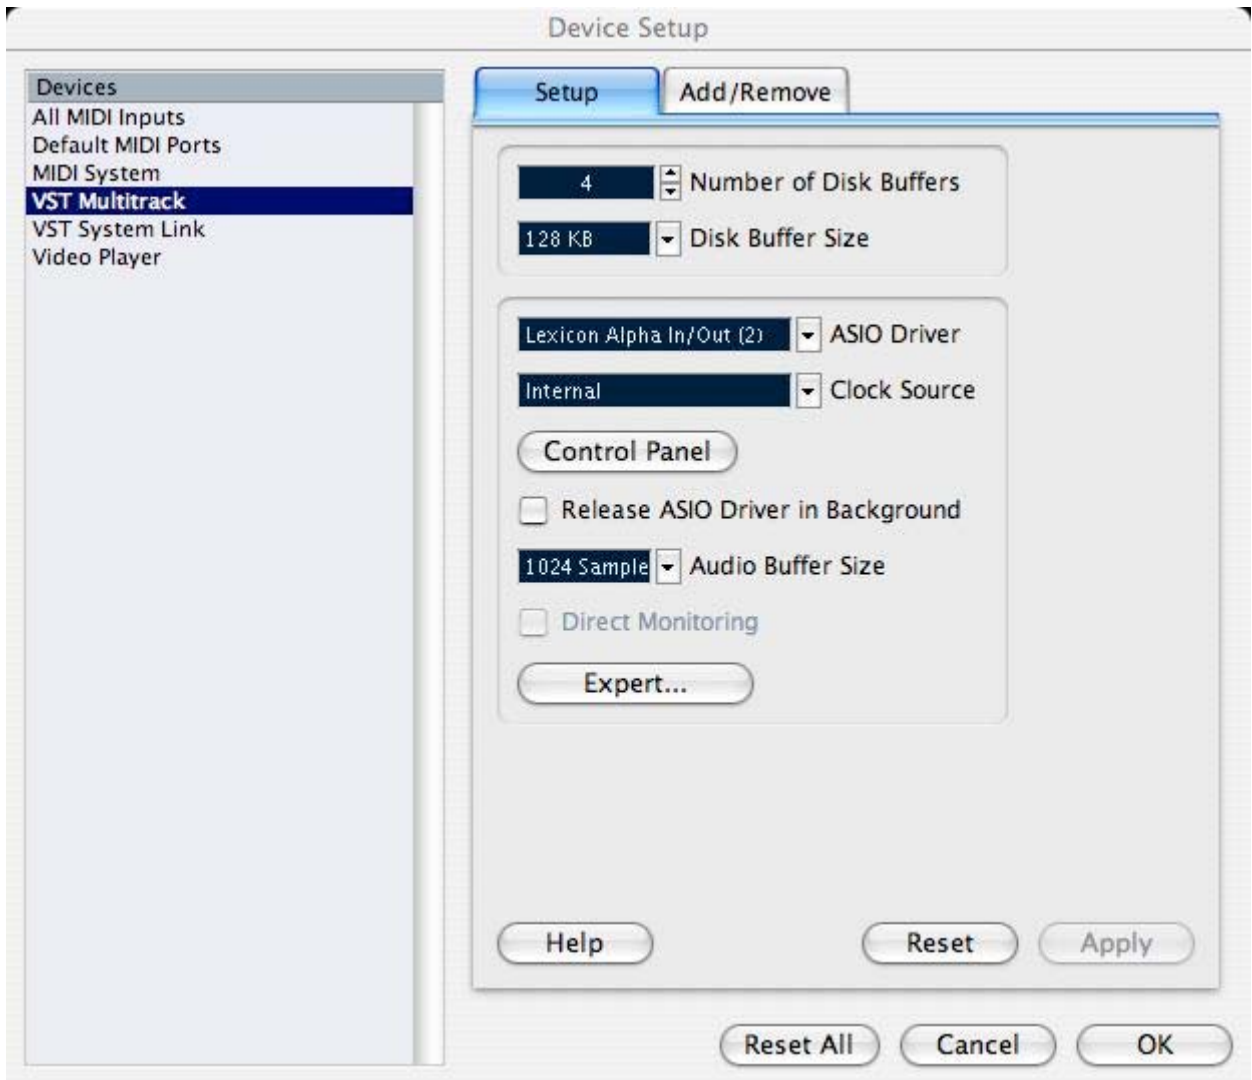 Device Setup
Devices
All MIDI Inputs
Default MIDI Ports
MIDI System
VST Multitrack
VST System Link
Video Player
Setup
Add/Remove
4 Number of Disk Buffers
128 KB Disk Buffer Size
Lexicon Alpha In/Out (2) ASIO Driver
Internal Clock Source
Control Panel
Release ASIO Driver in Background
1024 Sample Audio Buffer Size
Direct Monitoring
Expert...
Help
Reset
Apply
Reset All
Cancel
OK